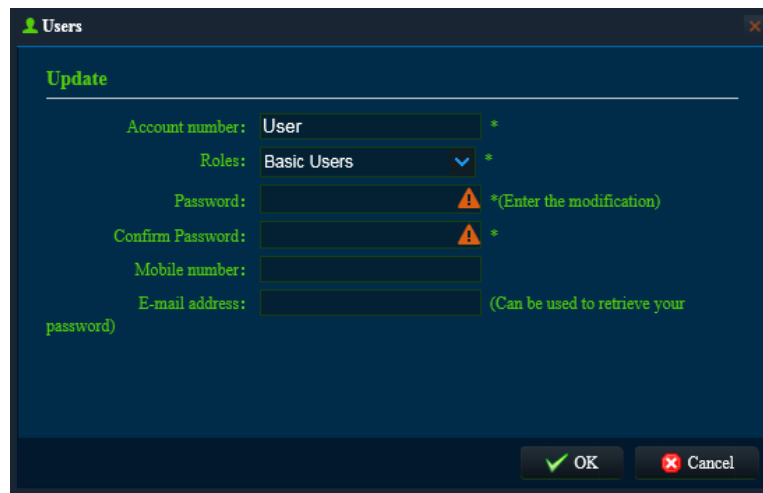 Users
Update
Account number: User *
Roles: Basic Users *
Password: *(Enter the modification)
Confirm Password: *
Mobile number:
E-mail address: (Can be used to retrieve your
password)
OK Cancel